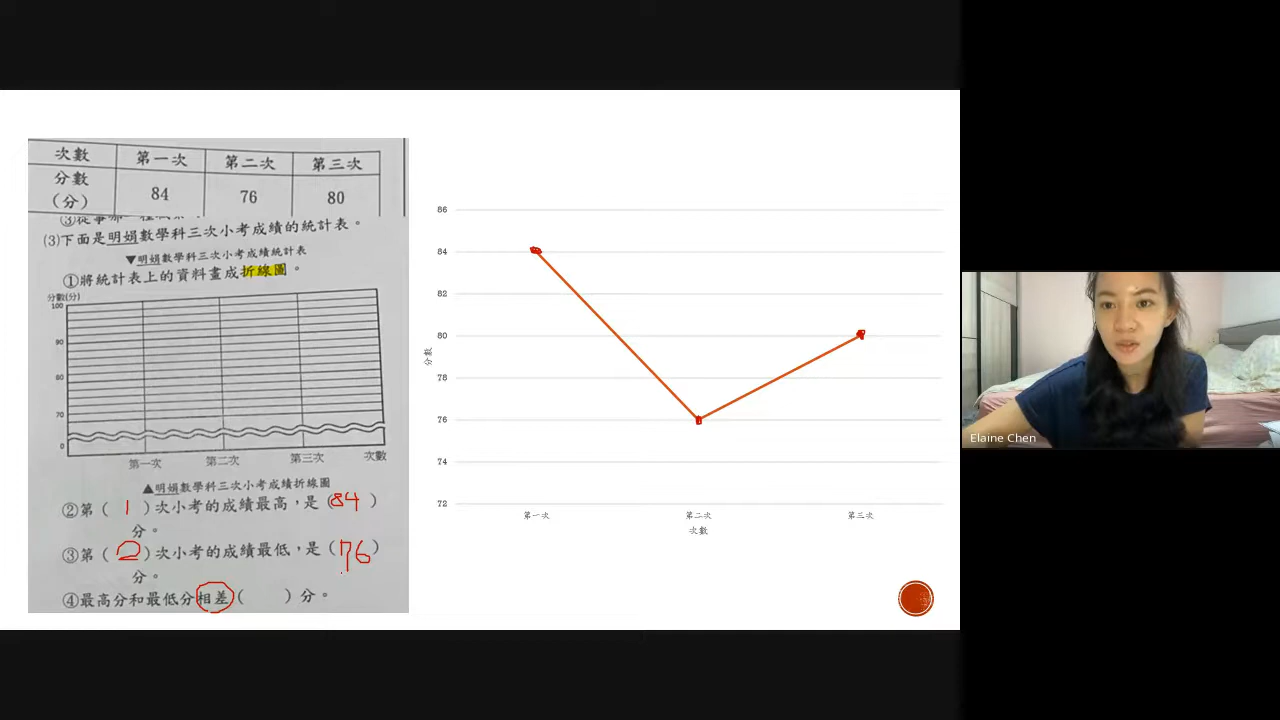 次數 第一次 第二次 第三次
分數(分) 84 76 80
(3)下面是明娟數學科三次小考成績的統計表。
▼明娟數學科三次小考成績統計表
①將統計表上的資料畫成折線圖。
分數(分)
100
90
80
70
0
第一次 第二次 第三次 次數
▲明娟數學科三次小考成績折線圖
②第(1)次小考的成績最高,是(84)
分。
③第(2)次小考的成績最低,是(76)
分。
④最高分和最低分相差( )分。
86
84
82
80
78
76
74
72
分數
第一次 第二次 第三次
次數
Elaine Chen